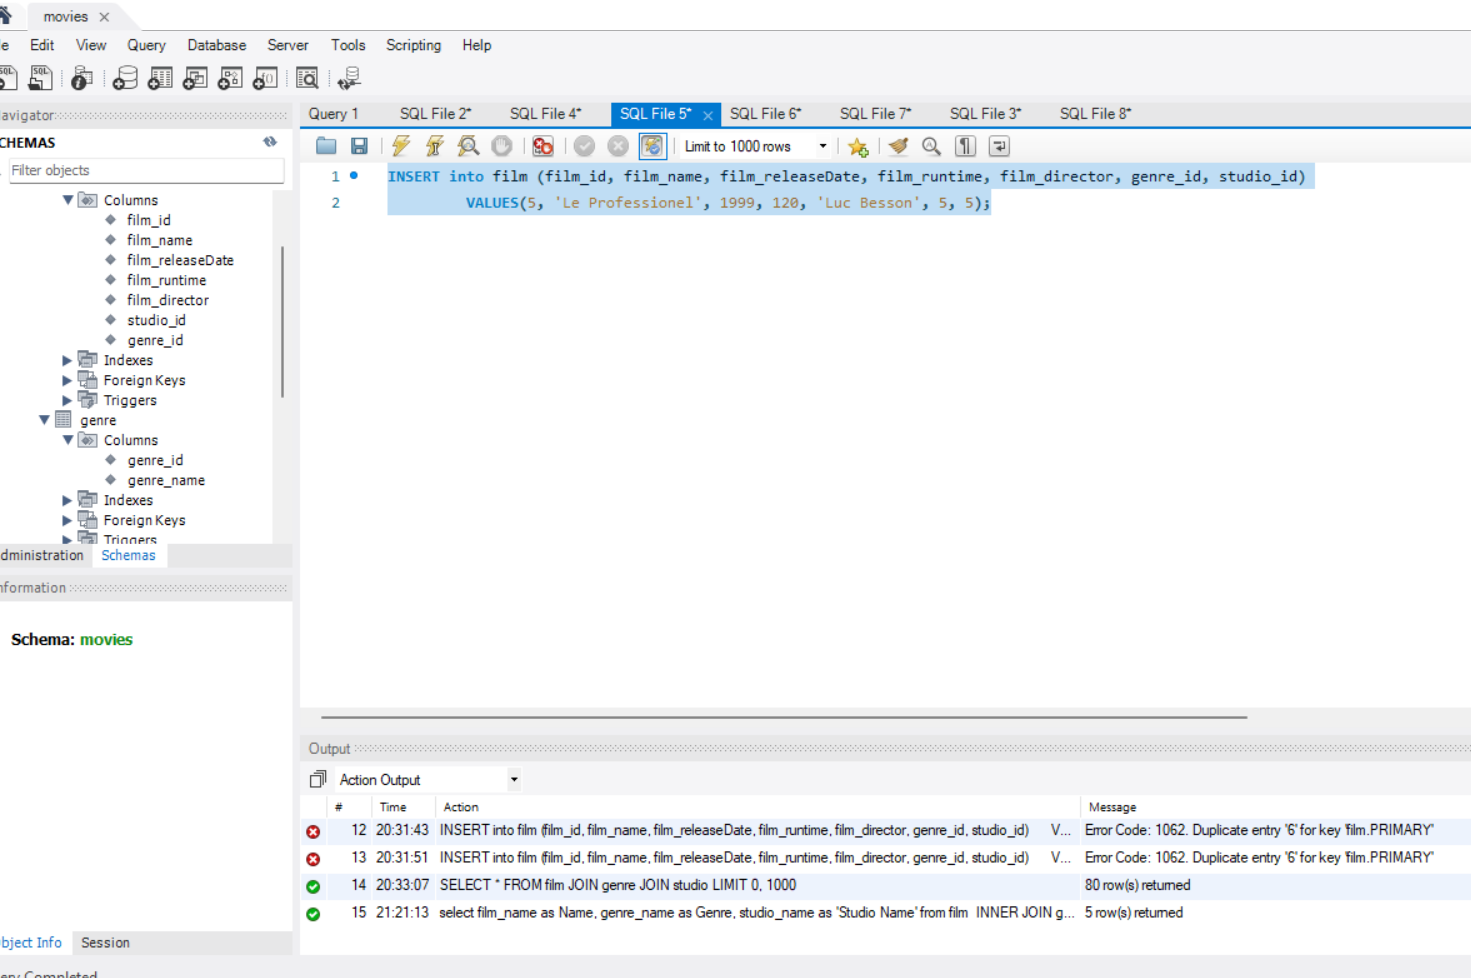 movies
le Edit View Query Database Server Tools Scripting Help
SQL SQL
avigator
Query 1 SQL File 2* SQL File 4* SQL File 5* SQL File 6* SQL File 7* SQL File 3* SQL File 8*
CHEMAS
Limit to 1000 rows
Filter objects
1 INSERT into film (film_id, film_name, film_releaseDate, film_runtime, film_director, genre_id, studio_id)
2 VALUES(5, 'Le Professionel', 1999, 120, 'Luc Besson', 5, 5);
Columns
film_id
film_name
film_releaseDate
film_runtime
film_director
studio_id
genre_id
Indexes
Foreign Keys
Triggers
genre
Columns
genre_id
genre_name
Indexes
Foreign Keys
Triggers
dministration Schemas
nformation
Schema: movies
Output
Action Output
# Time Action Message
12 20:31:43 INSERT into film (film_id, film_name, film_releaseDate, film_runtime, film_director, genre_id, studio_id) V... Error Code: 1062. Duplicate entry '6' for key 'film.PRIMARY'
13 20:31:51 INSERT into film (film_id, film_name, film_releaseDate, film_runtime, film_director, genre_id, studio_id) V... Error Code: 1062. Duplicate entry '6' for key 'film.PRIMARY'
14 20:33:07 SELECT * FROM film JOIN genre JOIN studio LIMIT 0, 1000 80 row(s) returned
15 21:21:13 select film_name as Name, genre_name as Genre, studio_name as 'Studio Name' from film INNER JOIN g... 5 row(s) returned
bject Info Session
ery Completed